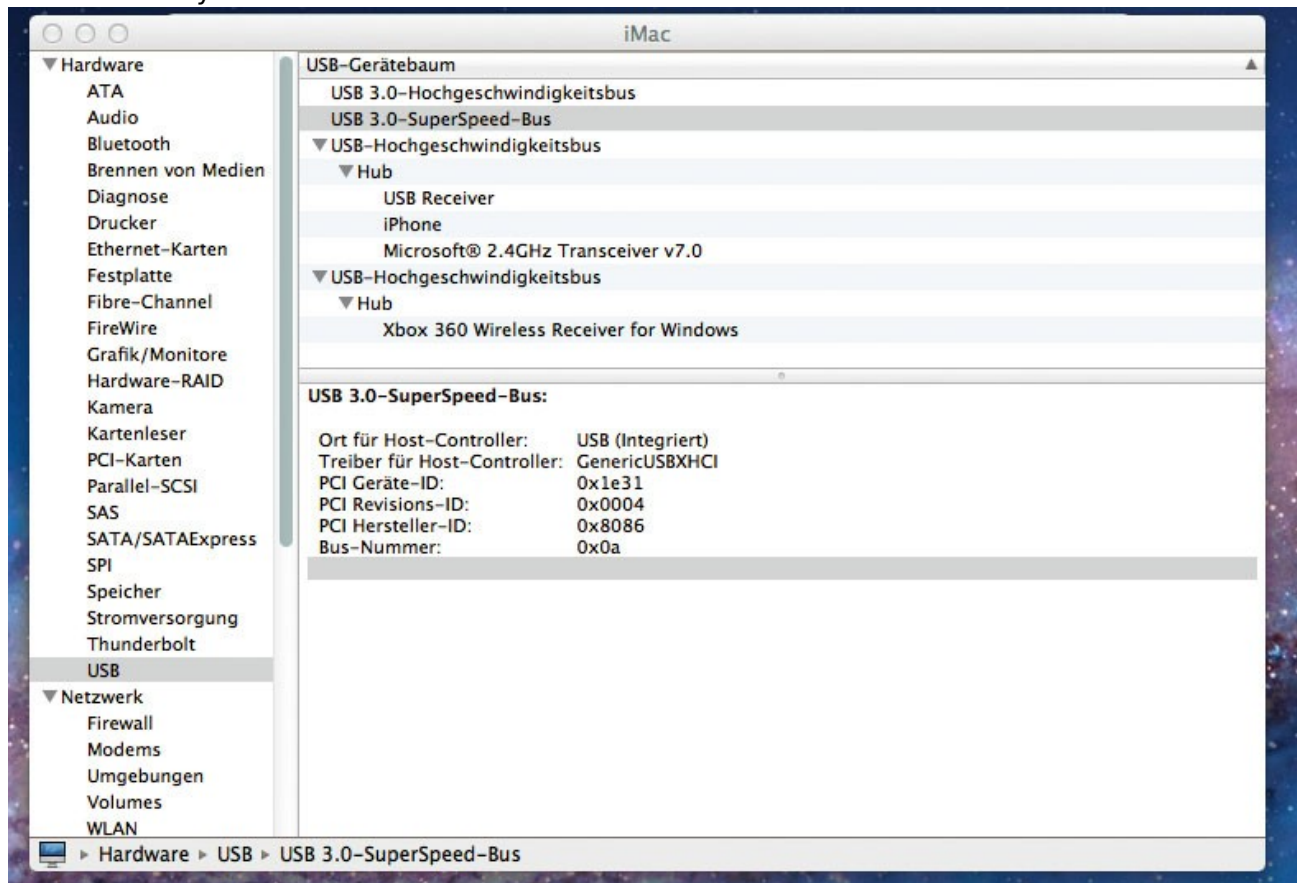 iMac
Hardware
ATA
Audio
Bluetooth
Brennen von Medien
Diagnose
Drucker
Ethernet-Karten
Festplatte
Fibre-Channel
FireWire
Grafik/Monitore
Hardware-RAID
Kamera
Kartenleser
PCI-Karten
Parallel-SCSI
SAS
SATA/SATAExpress
SPI
Speicher
Stromversorgung
Thunderbolt
USB
Netzwerk
Firewall
Modems
Umgebungen
Volumes
WLAN
USB-Gerätebaum
USB 3.0-Hochgeschwindigkeitsbus
USB 3.0-SuperSpeed-Bus
USB-Hochgeschwindigkeitsbus
Hub
USB Receiver
iPhone
Microsoft® 2.4GHz Transceiver v7.0
USB-Hochgeschwindigkeitsbus
Hub
Xbox 360 Wireless Receiver for Windows
USB 3.0-SuperSpeed-Bus:
Ort für Host-Controller: USB (Integriert)
Treiber für Host-Controller: GenericUSBXHCI
PCI Geräte-ID: 0x1e31
PCI Revisions-ID: 0x0004
PCI Hersteller-ID: 0x8086
Bus-Nummer: 0x0a
Hardware ▸ USB ▸ USB 3.0-SuperSpeed-Bus